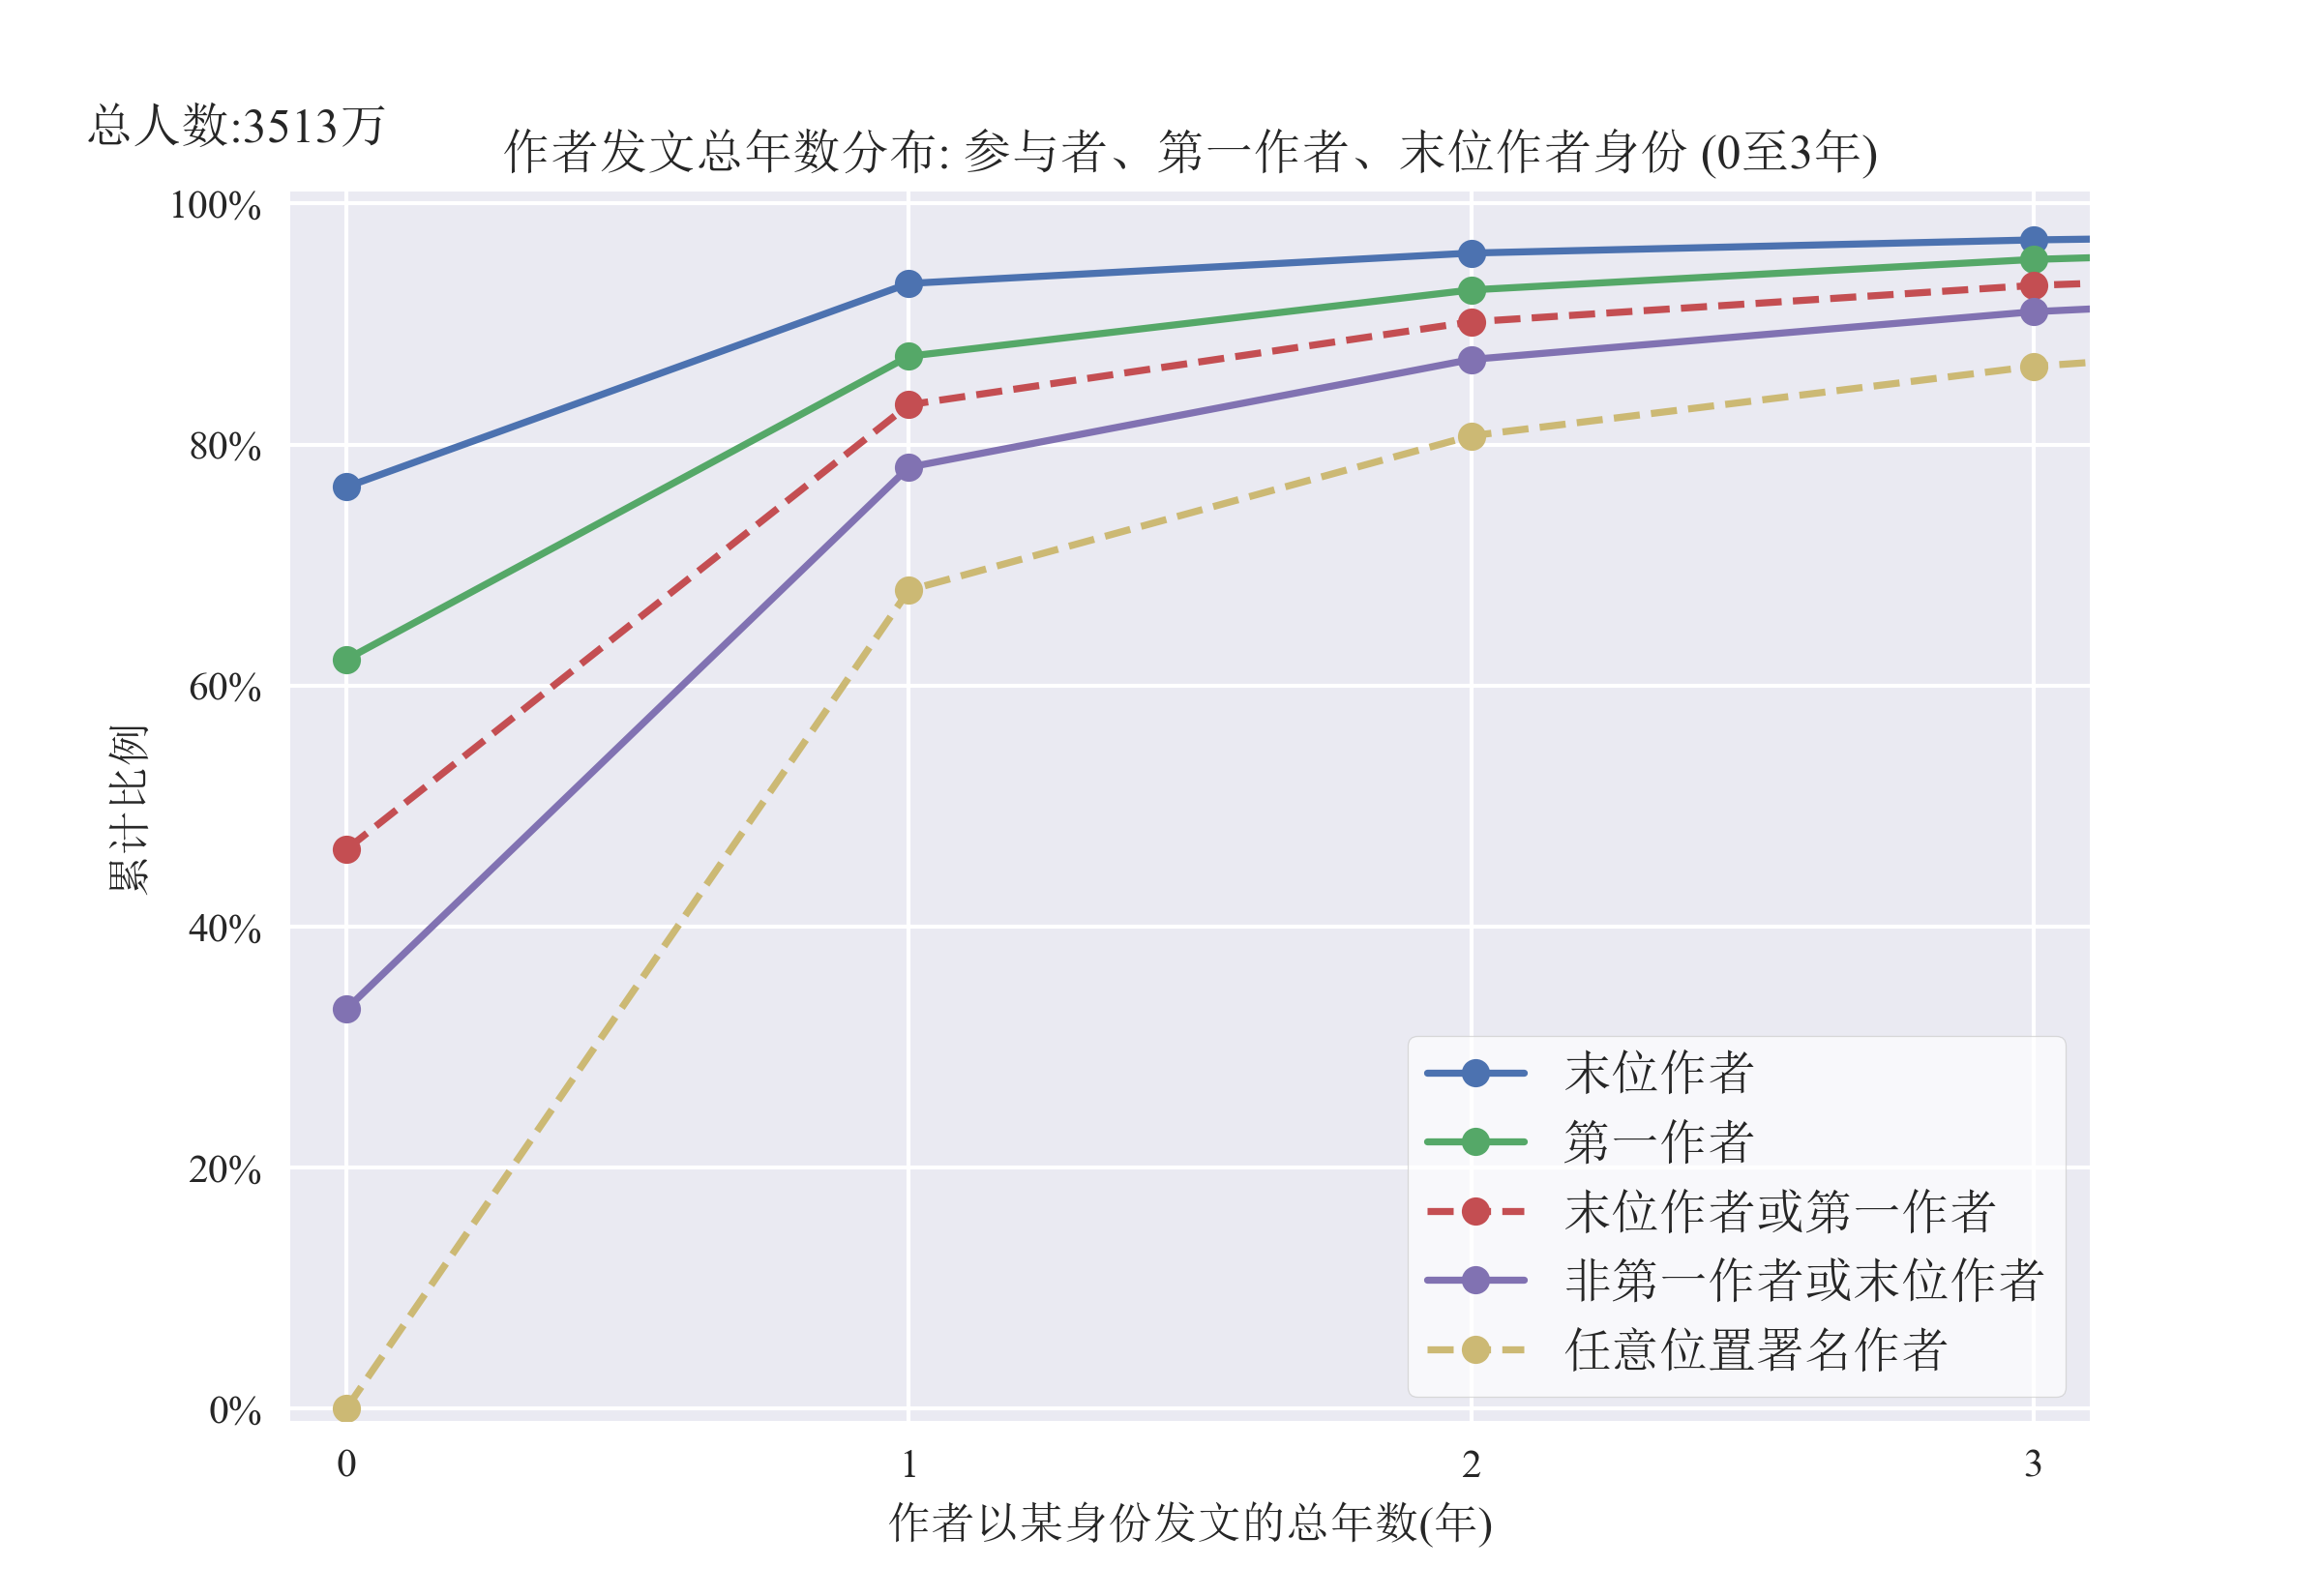 总人数:3513万
作者发文总年数分布: 参与者、第一作者、末位作者身份 (0至3年)
100%
80%
60%
40%
20%
0%
累计比例
0 1 2 3
作者以某身份发文的总年数(年)
末位作者
第一作者
末位作者或第一作者
非第一作者或末位作者
任意位置署名作者